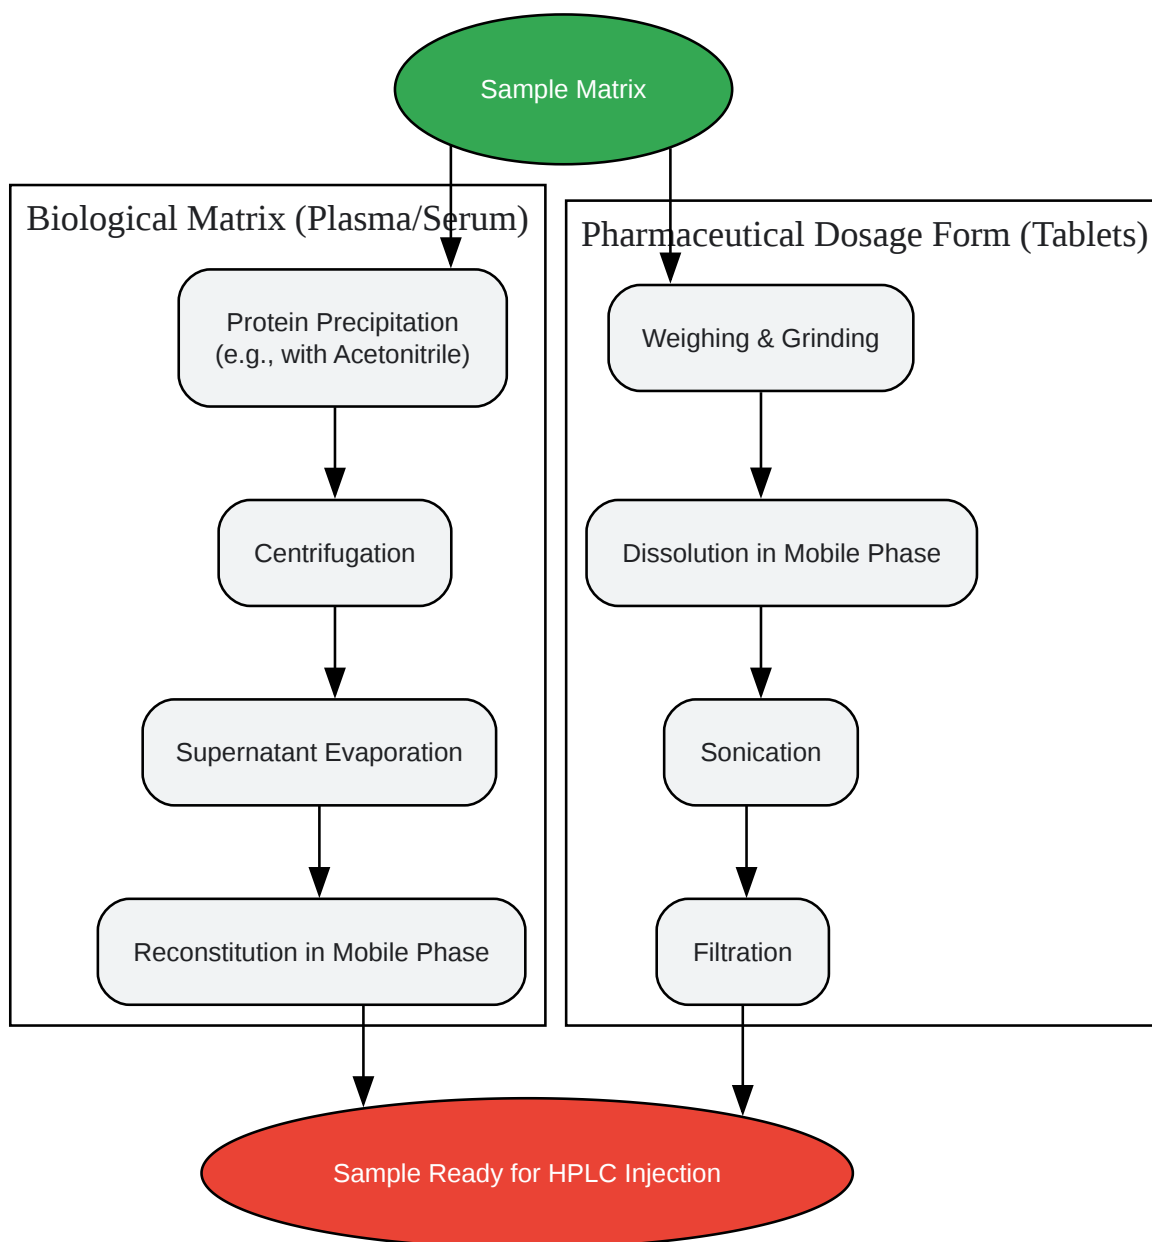 Sample Matrix
Biological Matrix (Plasma/Serum)
Protein Precipitation
(e.g., with Acetonitrile)
Centrifugation
Supernatant Evaporation
Reconstitution in Mobile Phase
Pharmaceutical Dosage Form (Tablets)
Weighing & Grinding
Dissolution in Mobile Phase
Sonication
Filtration
Sample Ready for HPLC Injection